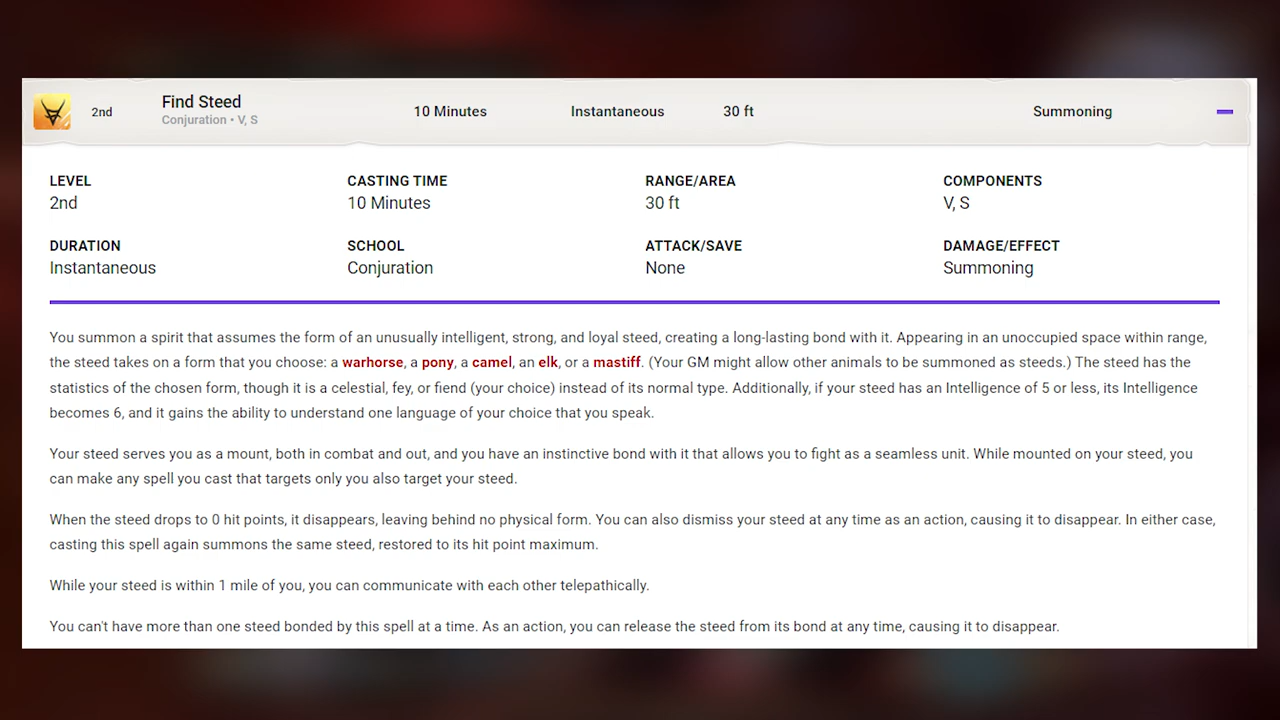 2nd Find Steed 10 Minutes Instantaneous 30 ft Summoning
Conjuration • V, S
LEVEL CASTING TIME RANGE/AREA COMPONENTS
2nd 10 Minutes 30 ft V, S
DURATION SCHOOL ATTACK/SAVE DAMAGE/EFFECT
Instantaneous Conjuration None Summoning
You summon a spirit that assumes the form of an unusually intelligent, strong, and loyal steed, creating a long-lasting bond with it. Appearing in an unoccupied space within range,
the steed takes on a form that you choose: a warhorse, a pony, a camel, an elk, or a mastiff. (Your GM might allow other animals to be summoned as steeds.) The steed has the
statistics of the chosen form, though it is a celestial, fey, or fiend (your choice) instead of its normal type. Additionally, if your steed has an Intelligence of 5 or less, its Intelligence
becomes 6, and it gains the ability to understand one language of your choice that you speak.
Your steed serves you as a mount, both in combat and out, and you have an instinctive bond with it that allows you to fight as a seamless unit. While mounted on your steed, you
can make any spell you cast that targets only you also target your steed.
When the steed drops to 0 hit points, it disappears, leaving behind no physical form. You can also dismiss your steed at any time as an action, causing it to disappear. In either case,
casting this spell again summons the same steed, restored to its hit point maximum.
While your steed is within 1 mile of you, you can communicate with each other telepathically.
You can't have more than one steed bonded by this spell at a time. As an action, you can release the steed from its bond at any time, causing it to disappear.